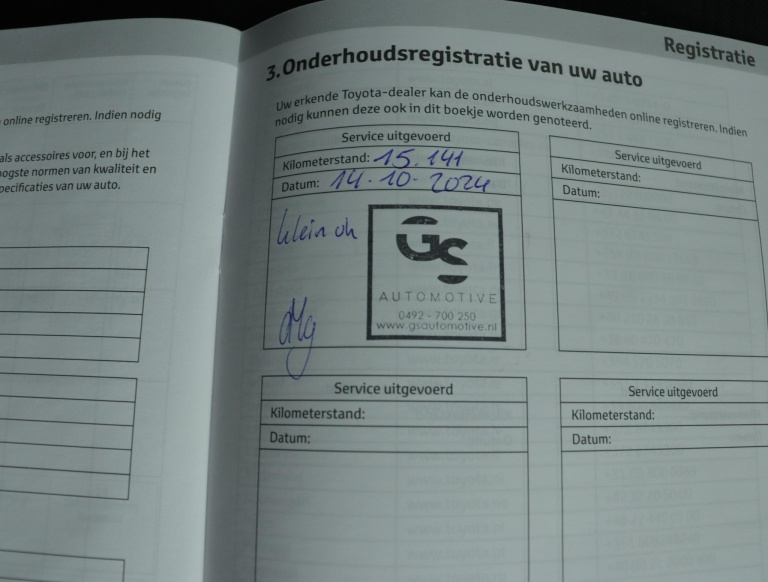 online registreren. Indien nodig
als accessoires voor, en bij het
hoogste normen van kwaliteit en
specificaties van uw auto.
Registratie
3. Onderhoudsregistratie van uw auto
Uw erkende Toyota-dealer kan de onderhoudswerkzaamheden online registreren. Indien
nodig kunnen deze ook in dit boekje worden genoteerd.
Service uitgevoerd
Kilometerstand: 15.141
Datum: 14-10-2024
klein oh
GS
AUTOMOTIVE
0492 - 700 250
www.gsautomotive.nl
Service uitgevoerd
Kilometerstand:
Datum:
Service uitgevoerd
Kilometerstand:
Datum:
Service uitgevoerd
Kilometerstand:
Datum: